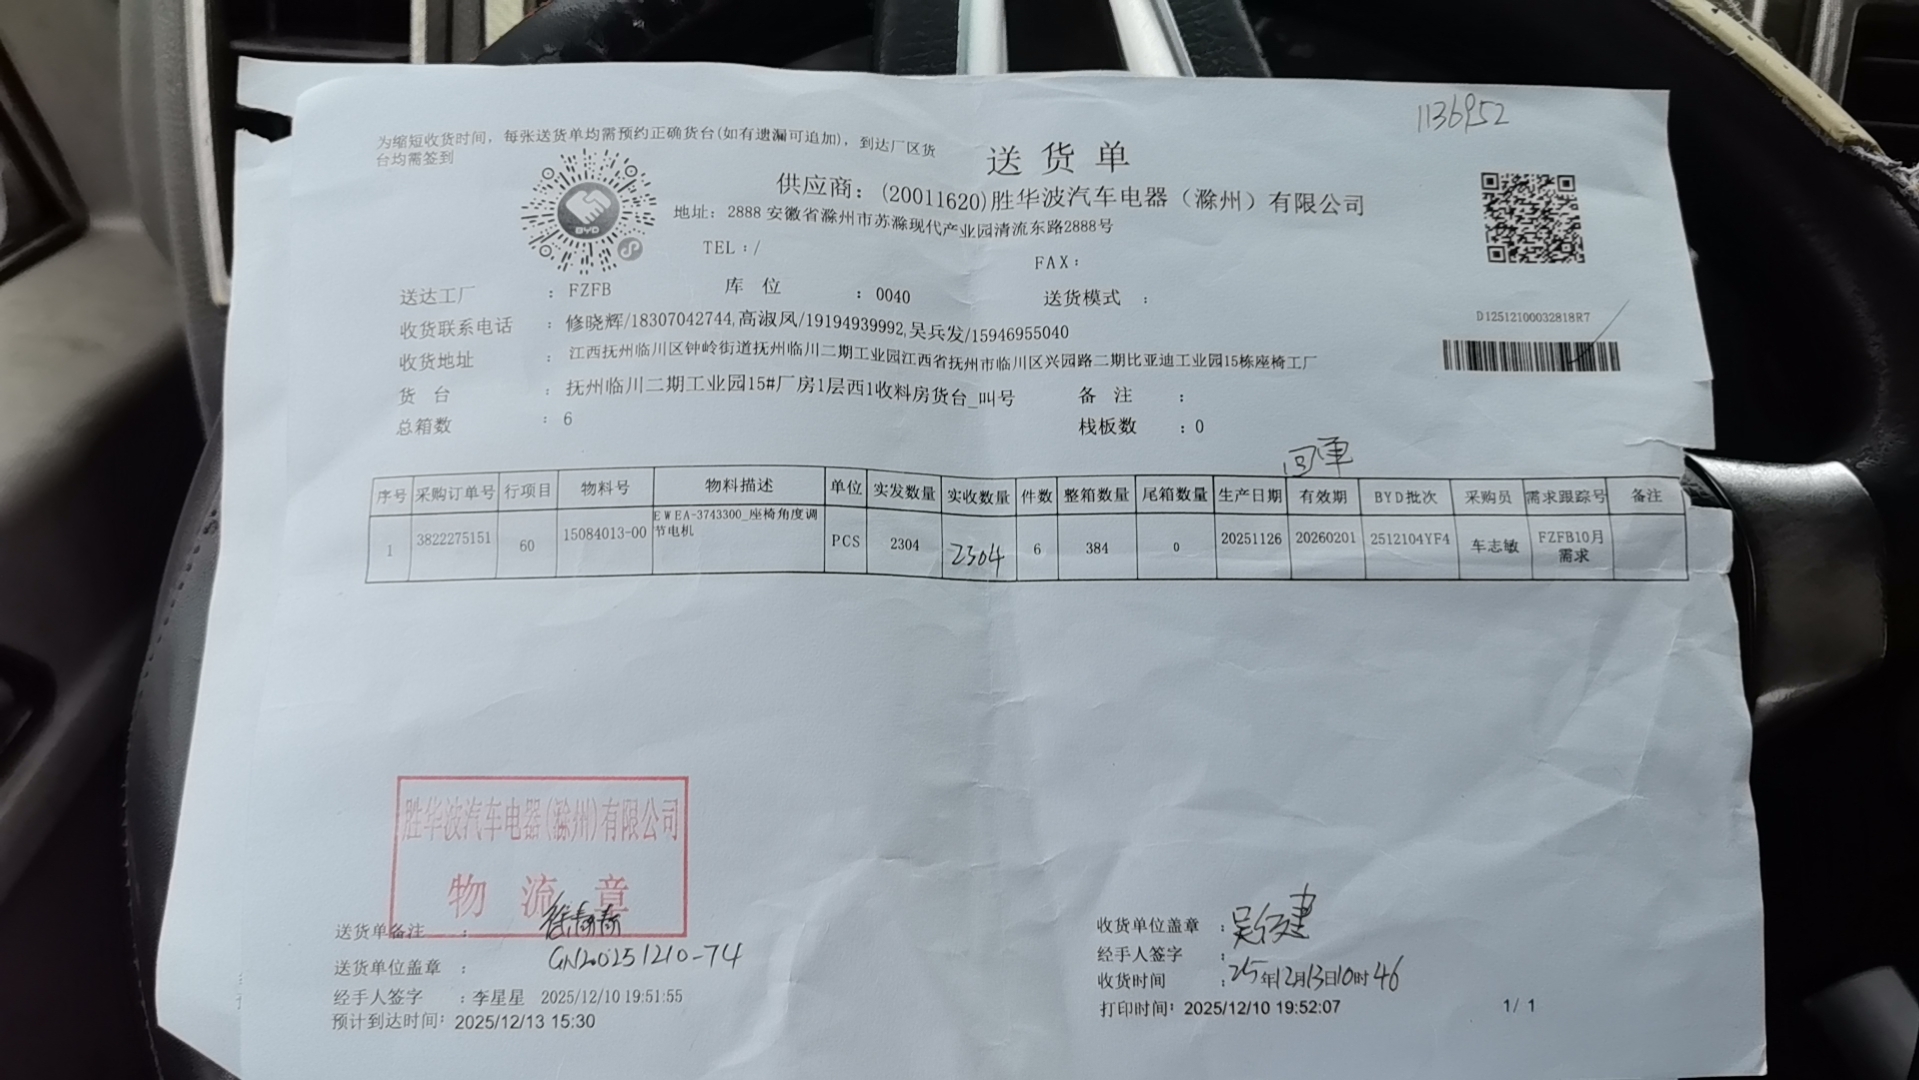 1136952
为缩短收货时间，每张送货单均需预约正确货台(如有遗漏可追加)，到达厂区货
台均需签到
送货单
供应商：(20011620)胜华波汽车电器（滁州）有限公司
地址：2888 安徽省滁州市苏滁现代产业园清流东路2888号
TEL：/
FAX：
BYD
D12512100032818R7
送达工厂 ：FZFB 库 位 ：0040 送货模式 ：
收货联系电话 ：修晓辉/18307042744,高淑凤/19194939992,吴兵发/15946955040
收货地址 ：江西抚州临川区钟岭街道抚州临川二期工业园江西省抚州市临川区兴园路二期比亚迪工业园15栋座椅工厂
货 台 ：抚州临川二期工业园15#厂房1层西1收料房货台_叫号 备 注 ：
总箱数 ：6 栈板数 ：0
回单
序号 采购订单号 行项目 物料号 物料描述 单位 实发数量 实收数量 件数 整箱数量 尾箱数量 生产日期 有效期 BYD批次 采购员 需求跟踪号 备注
1 3822275151 60 15084013-00 EWEA-3743300_座椅角度调节电机 PCS 2304 2304 6 384 0 20251126 20260201 2512104YF4 车志敏 FZFB10月需求
胜华波汽车电器(滁州)有限公司
物流章
送货单备注 ：
GN20251210-74
送货单位盖章 ：
经手人签字 ：李星星 2025/12/10 19:51:55
预计到达时间：2025/12/13 15:30
收货单位盖章 ：
经手人签字 ：
收货时间 ：25年12月13日10时46
打印时间：2025/12/10 19:52:07
1/ 1